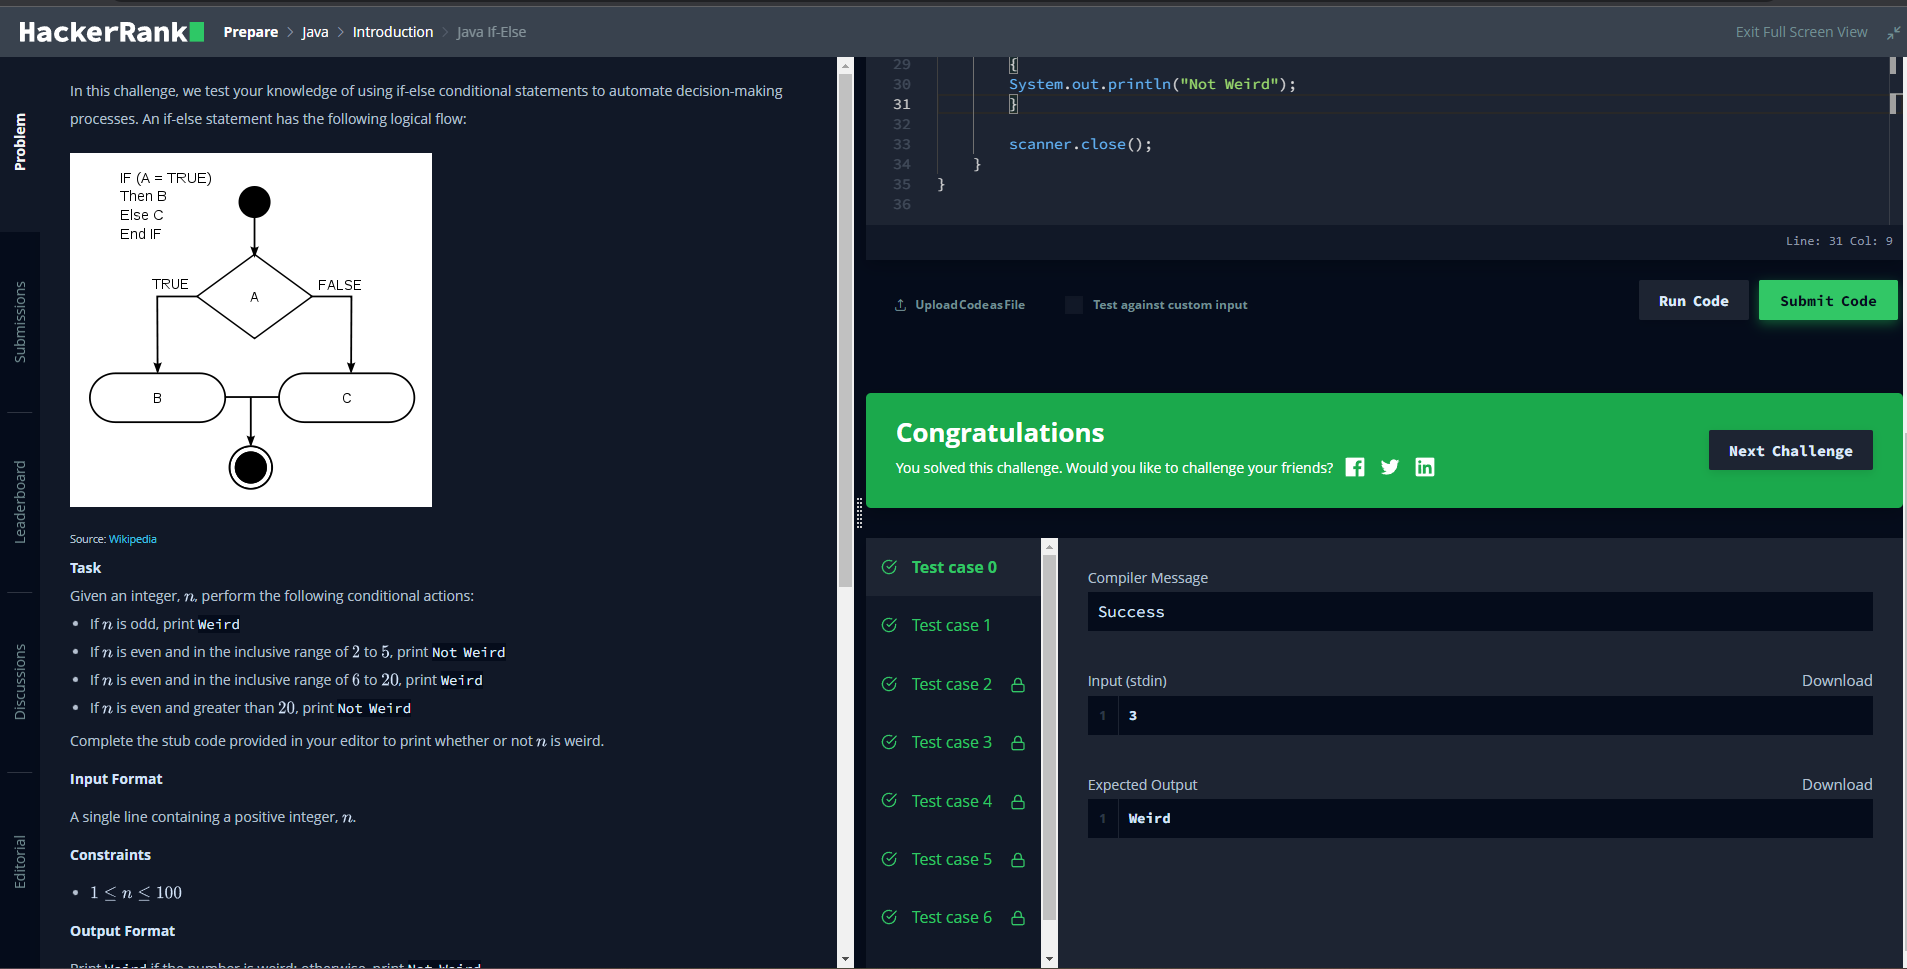 HackerRank Prepare > Java > Introduction > Java If-Else Exit Full Screen View
Problem
Submissions
Leaderboard
Discussions
Editorial
In this challenge, we test your knowledge of using if-else conditional statements to automate decision-making
processes. An if-else statement has the following logical flow:
IF (A = TRUE)
Then B
Else C
End IF
TRUE
FALSE
A
B
C
Source: Wikipedia
Task
Given an integer, n, perform the following conditional actions:
• If n is odd, print Weird
• If n is even and in the inclusive range of 2 to 5, print Not Weird
• If n is even and in the inclusive range of 6 to 20, print Weird
• If n is even and greater than 20, print Not Weird
Complete the stub code provided in your editor to print whether or not n is weird.
Input Format
A single line containing a positive integer, n.
Constraints
• 1 ≤ n ≤ 100
Output Format
Print Weird if the number is weird; otherwise, print Not Weird
29 {
30 System.out.println("Not Weird");
31 }
32
33 scanner.close();
34 }
35 }
36
Line: 31 Col: 9
Upload Code as File
Test against custom input
Run Code
Submit Code
Congratulations
You solved this challenge. Would you like to challenge your friends?
Next Challenge
Test case 0
Test case 1
Test case 2
Test case 3
Test case 4
Test case 5
Test case 6
Compiler Message
Success
Input (stdin) Download
1 3
Expected Output Download
1 Weird